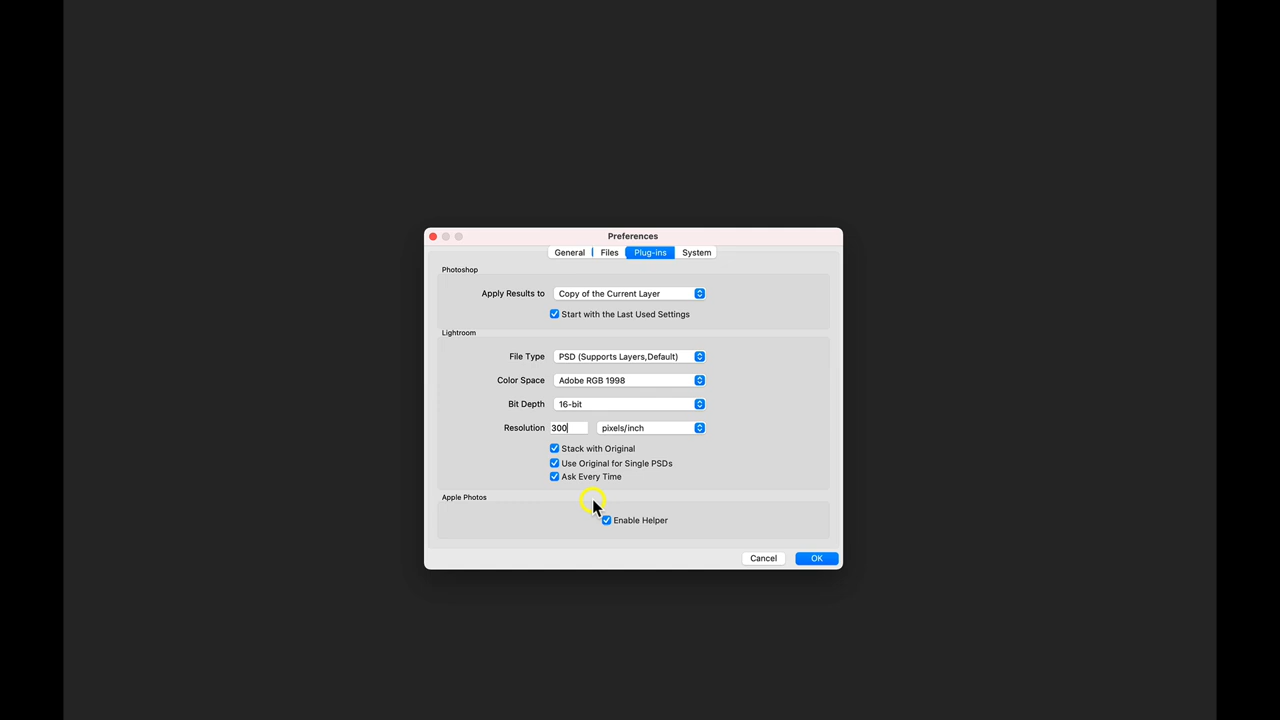 Preferences
General Files Plug-ins System
Photoshop
Apply Results to Copy of the Current Layer
Start with the Last Used Settings
Lightroom
File Type PSD (Supports Layers,Default)
Color Space Adobe RGB 1998
Bit Depth 16-bit
Resolution 300 pixels/inch
Stack with Original
Use Original for Single PSDs
Ask Every Time
Apple Photos
Enable Helper
Cancel OK